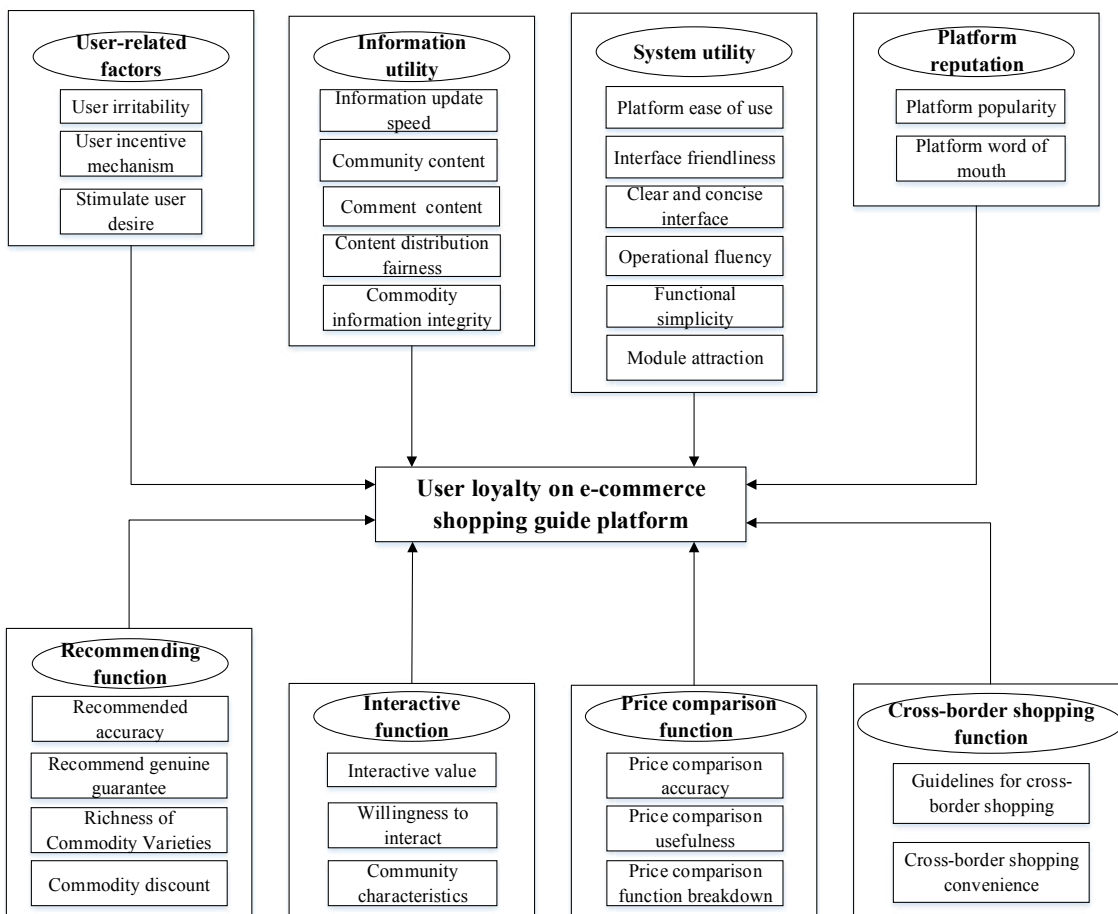 User-related
factors
User irritability
User incentive
mechanism
Stimulate user
desire
Information
utility
Information update
speed
Community content
Comment content
Content distribution
fairness
Commodity
information integrity
System utility
Platform ease of use
Interface friendliness
Clear and concise
interface
Operational fluency
Functional
simplicity
Module attraction
Platform
reputation
Platform popularity
Platform word of
mouth
User loyalty on e-commerce
shopping guide platform
Recommending
function
Recommended
accuracy
Recommend genuine
guarantee
Richness of
Commodity Varieties
Commodity discount
Interactive
function
Interactive value
Willingness to
interact
Community
characteristics
Price comparison
function
Price comparison
accuracy
Price comparison
usefulness
Price comparison
function breakdown
Cross-border shopping
function
Guidelines for cross-
border shopping
Cross-border shopping
convenience